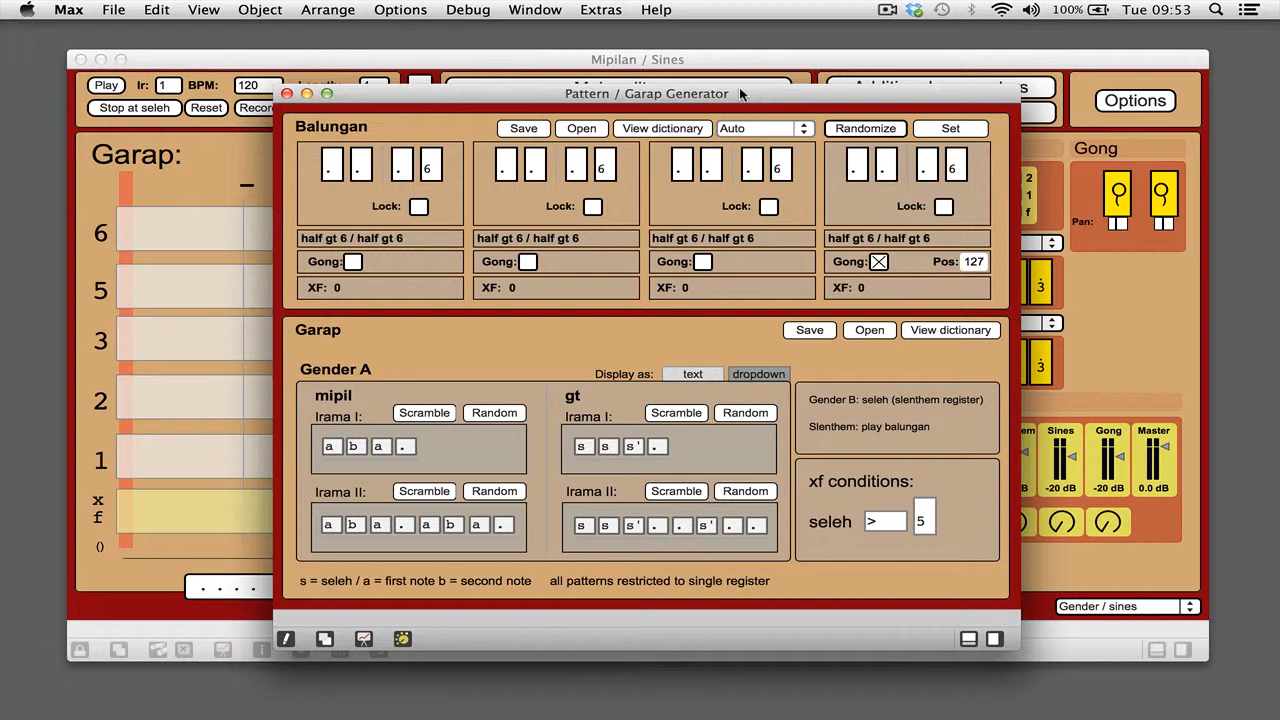 Max File Edit View Object Arrange Options Debug Window Extras Help 100% Tue 09:53
Mipilan / Sines
Play Ir: 1 BPM: 120
Stop at seleh Reset
Options
Pattern / Garap Generator
Balungan Save Open View dictionary Auto Randomize Set
. . . 6 . . . 6 . . . 6 . . . 6
Lock: Lock: Lock: Lock:
half gt 6 / half gt 6 half gt 6 / half gt 6 half gt 6 / half gt 6 half gt 6 / half gt 6
Gong: Gong: Gong: Gong: Pos: 127
XF: 0 XF: 0 XF: 0 XF: 0
Garap Save Open View dictionary
Gender A Display as: text dropdown
mipil gt
Irama I: Scramble Random Irama I: Scramble Random
a b a . s s s' .
Irama II: Scramble Random Irama II: Scramble Random
a b a . a b a . s s s' . . s' . .
Gender B: seleh (slenthem register)
Slenthem: play balungan
xf conditions:
seleh > 5
s = seleh / a = first note b = second note all patterns restricted to single register
Garap:
–
6
5
3
2
1
x
f
()
. . . .
Gong
2
1
f
Pan:
3
3
Sines Gong Master
-20 dB -20 dB 0.0 dB
Gender / sines